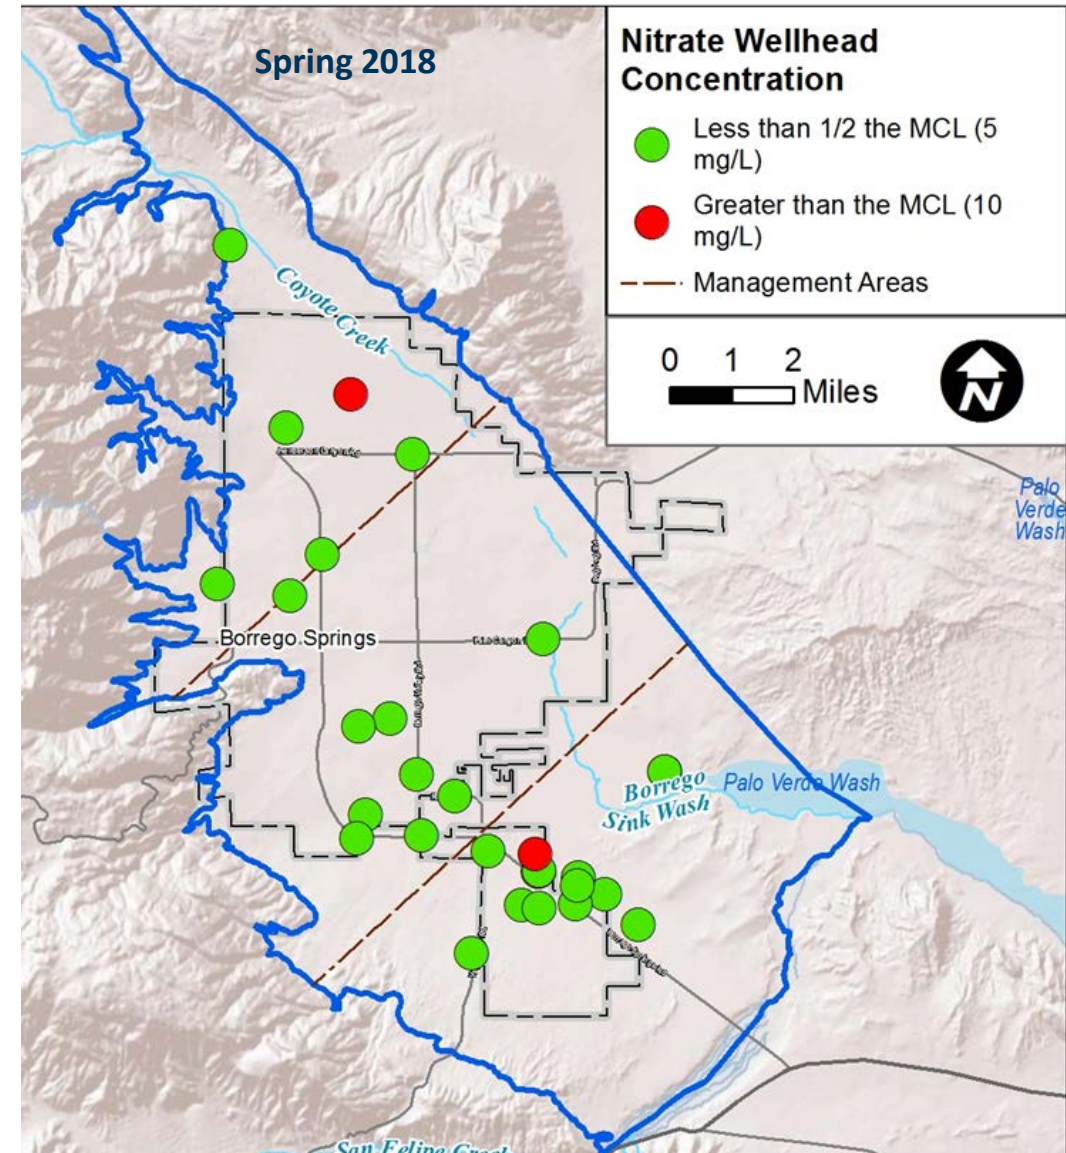 Spring 2018
Nitrate Wellhead
Concentration
Less than 1/2 the MCL (5
mg/L)
Greater than the MCL (10
mg/L)
Management Areas
0 1 2
Miles
N
Coyote Creek
Palo
Verde
Wash
Borrego Springs
Borrego
Sink Wash
Palo Verde Wash
San Felipe Creek